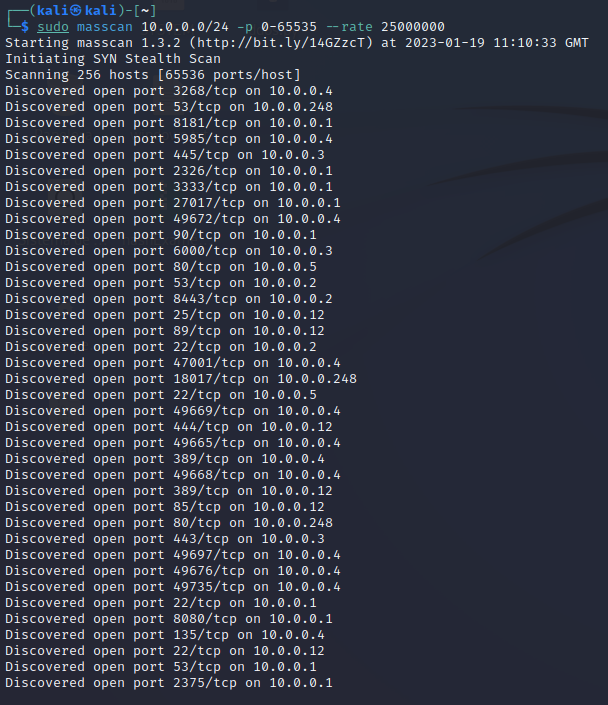 ┌──(kali㉿kali)-[~]
└─$ sudo masscan 10.0.0.0/24 -p 0-65535 --rate 25000000
Starting masscan 1.3.2 (http://bit.ly/14GZzcT) at 2023-01-19 11:10:33 GMT
Initiating SYN Stealth Scan
Scanning 256 hosts [65536 ports/host]
Discovered open port 3268/tcp on 10.0.0.4
Discovered open port 53/tcp on 10.0.0.248
Discovered open port 8181/tcp on 10.0.0.1
Discovered open port 5985/tcp on 10.0.0.4
Discovered open port 445/tcp on 10.0.0.3
Discovered open port 2326/tcp on 10.0.0.1
Discovered open port 3333/tcp on 10.0.0.1
Discovered open port 27017/tcp on 10.0.0.1
Discovered open port 49672/tcp on 10.0.0.4
Discovered open port 90/tcp on 10.0.0.1
Discovered open port 6000/tcp on 10.0.0.3
Discovered open port 80/tcp on 10.0.0.5
Discovered open port 53/tcp on 10.0.0.2
Discovered open port 8443/tcp on 10.0.0.2
Discovered open port 25/tcp on 10.0.0.12
Discovered open port 89/tcp on 10.0.0.12
Discovered open port 22/tcp on 10.0.0.2
Discovered open port 47001/tcp on 10.0.0.4
Discovered open port 18017/tcp on 10.0.0.248
Discovered open port 22/tcp on 10.0.0.5
Discovered open port 49669/tcp on 10.0.0.4
Discovered open port 444/tcp on 10.0.0.12
Discovered open port 49665/tcp on 10.0.0.4
Discovered open port 389/tcp on 10.0.0.4
Discovered open port 49668/tcp on 10.0.0.4
Discovered open port 389/tcp on 10.0.0.12
Discovered open port 85/tcp on 10.0.0.12
Discovered open port 80/tcp on 10.0.0.248
Discovered open port 443/tcp on 10.0.0.3
Discovered open port 49697/tcp on 10.0.0.4
Discovered open port 49676/tcp on 10.0.0.4
Discovered open port 49735/tcp on 10.0.0.4
Discovered open port 22/tcp on 10.0.0.1
Discovered open port 8080/tcp on 10.0.0.1
Discovered open port 135/tcp on 10.0.0.4
Discovered open port 22/tcp on 10.0.0.12
Discovered open port 53/tcp on 10.0.0.1
Discovered open port 2375/tcp on 10.0.0.1